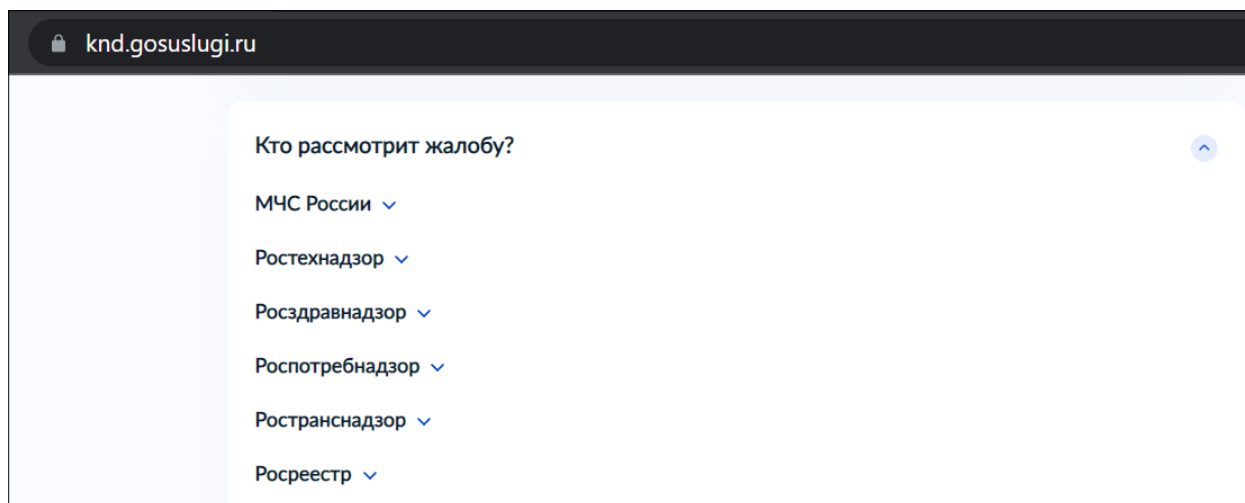 knd.gosuslugi.ru
Кто рассмотрит жалобу?
МЧС России
Ростехнадзор
Росздравнадзор
Роспотребнадзор
Ространснадзор
Росреестр